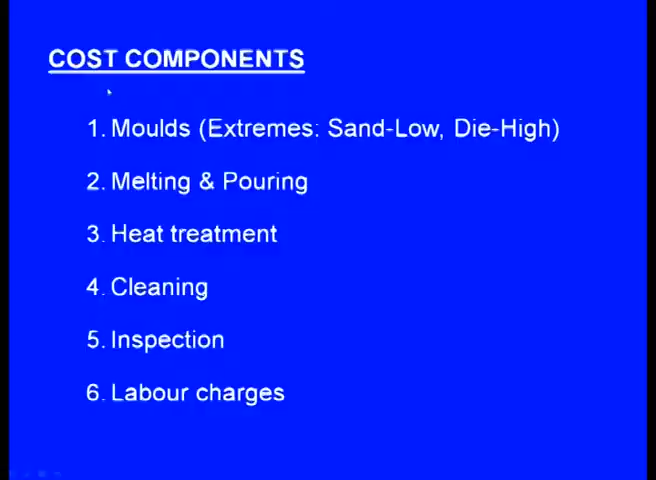 COST COMPONENTS
1. Moulds (Extremes: Sand-Low, Die-High)
2. Melting & Pouring
3. Heat treatment
4. Cleaning
5. Inspection
6. Labour charges